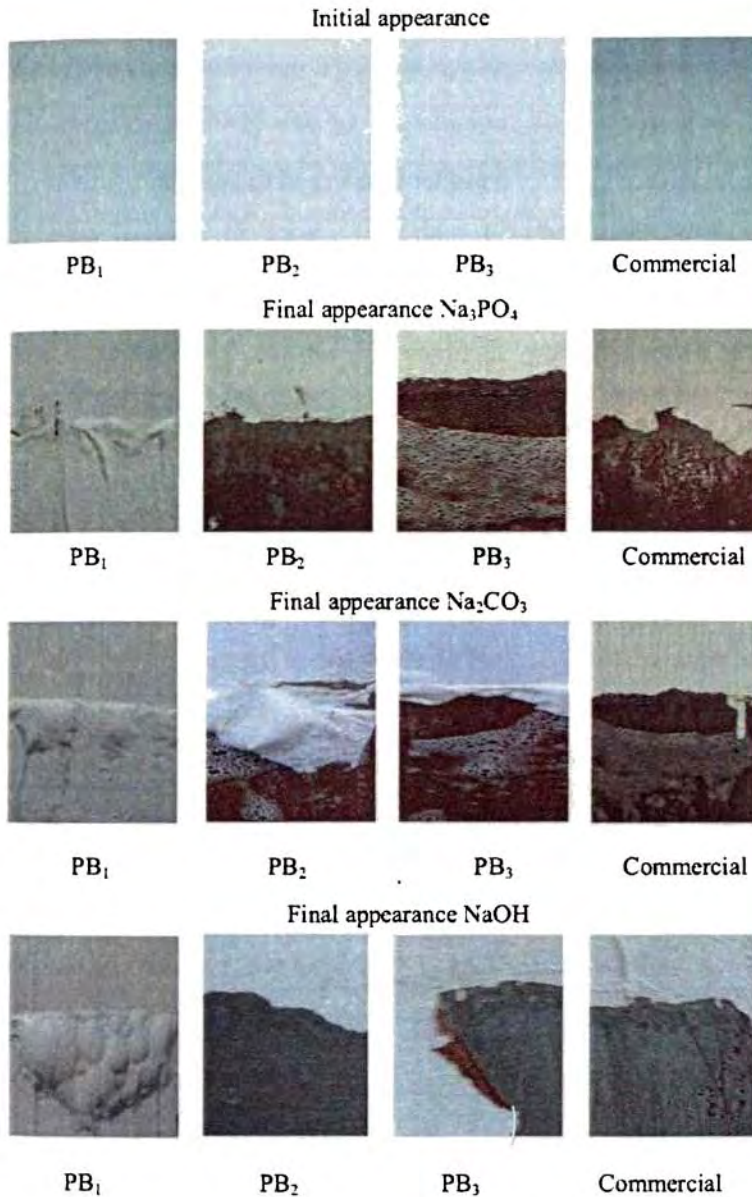 Initial appearance
PB₁ PB₂ PB₃ Commercial
Final appearance Na₃PO₄
PB₁ PB₂ PB₃ Commercial
Final appearance Na₂CO₃
PB₁ PB₂ PB₃ Commercial
Final appearance NaOH
PB₁ PB₂ PB₃ Commercial